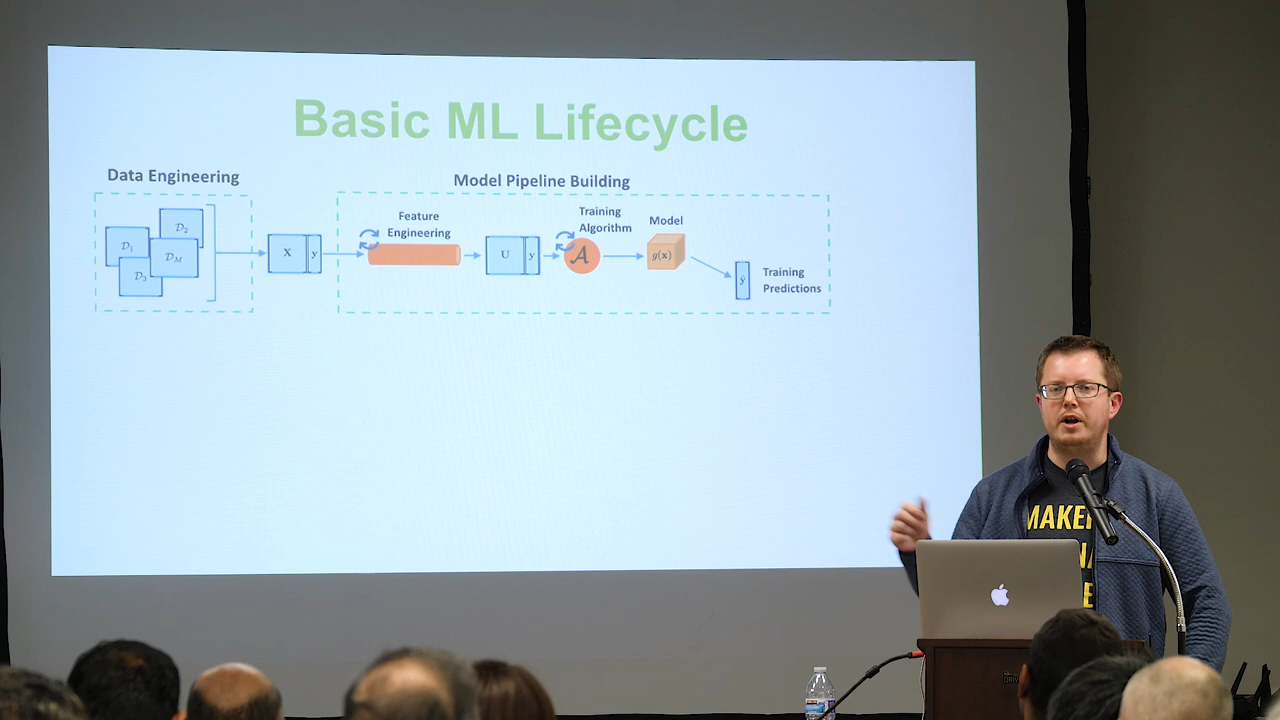 Basic ML Lifecycle
Data Engineering
Model Pipeline Building
Feature
Engineering
Training
Algorithm
Model
D₁
D₂
D₃
D_M
X y
U y
A
g(x)
ŷ
Training
Predictions
MAKE